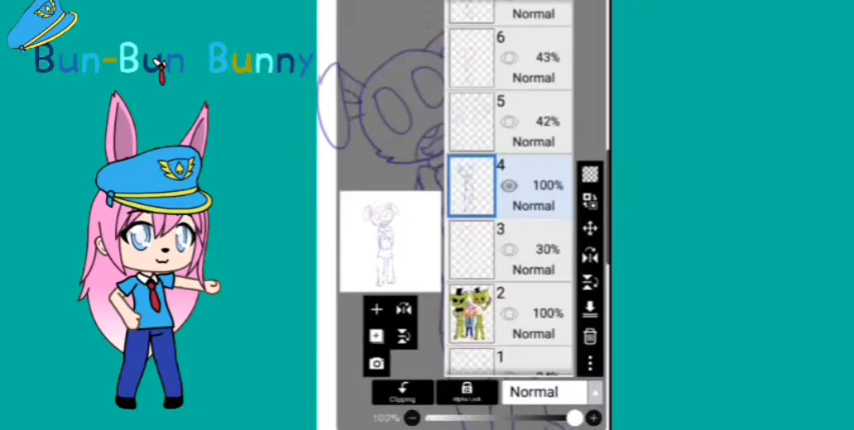 Bun-Bun Bunny
Normal
6
43%
Normal
5
42%
Normal
4
100%
Normal
3
30%
Normal
2
100%
Normal
1
Clipping
Alpha Lock
Normal
100%